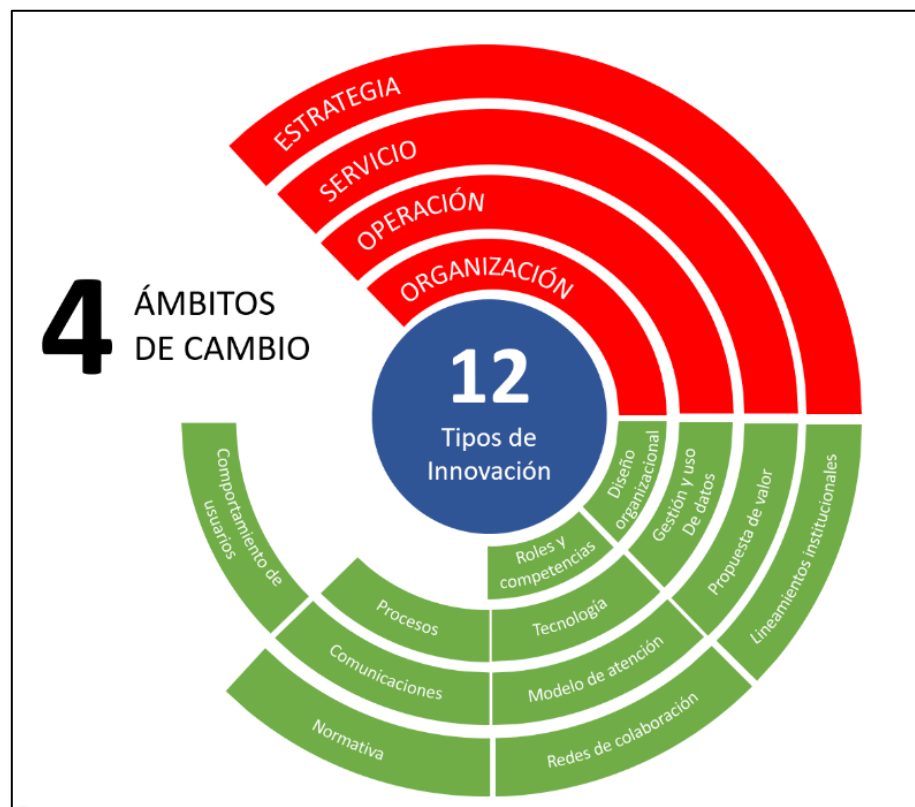 ESTRATEGIA
SERVICIO
OPERACIÓN
ORGANIZACIÓN
4
ÁMBITOS
DE CAMBIO
12
Tipos de
Innovación
Diseño
organizacional
Gestión y uso
De datos
Propuesta de valor
Lineamientos institucionales
Roles y
competencias
Tecnología
Modelo de atención
Redes de colaboración
Procesos
Comunicaciones
Normativa
Comportamiento de
usuarios